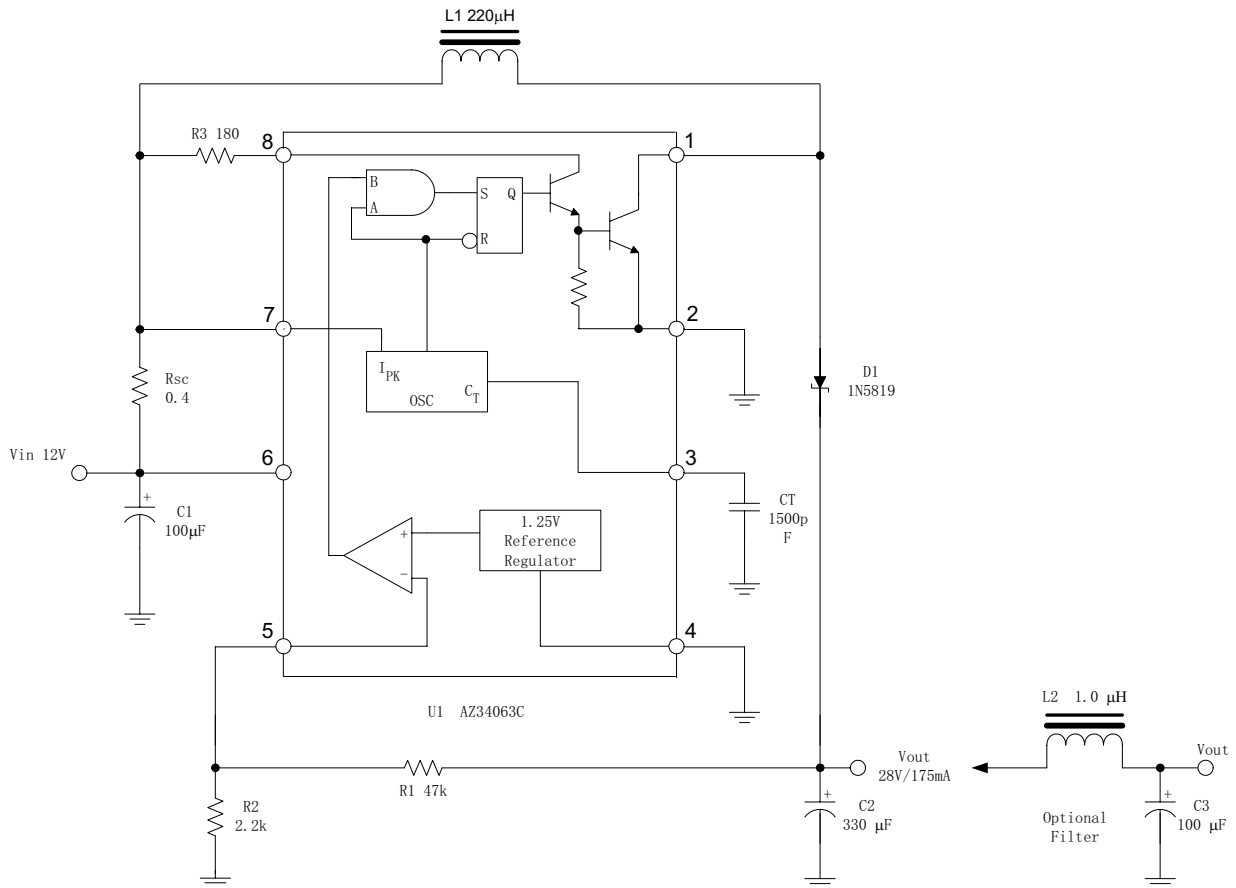 L1 220μH
R3 180
8
1
B
A
S
Q
R
7
2
Rsc
0.4
I PK
C T
OSC
D1
1N5819
Vin 12V
6
3
+
C1
100μF
CT
1500p
F
1.25V
Reference
Regulator
+
−
5
4
U1 AZ34063C
L2 1.0 μH
Vout
28V/175mA
Vout
R1 47k
R2
2.2k
+
C2
330 μF
Optional
Filter
+
C3
100 μF